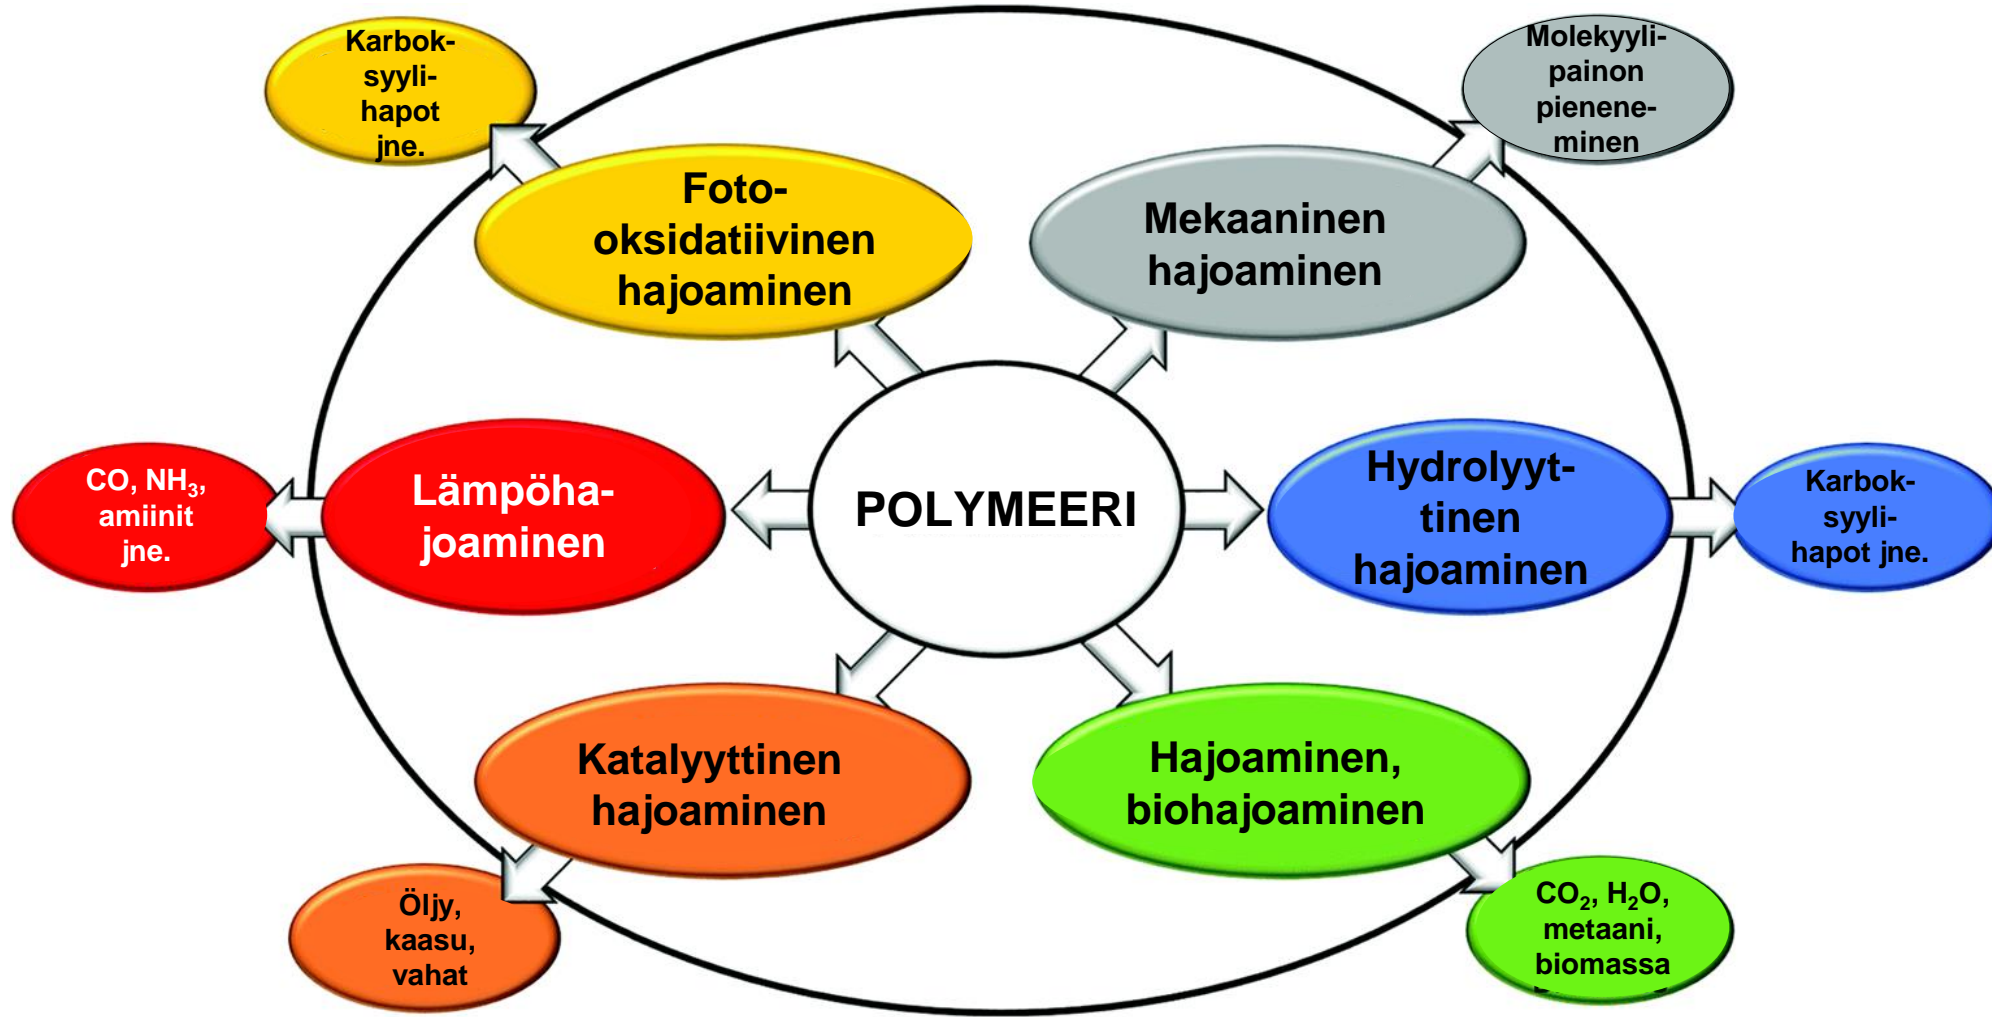 Karbok-
syyli-
hapot
jne.
Molekyyli-
painon
pienene-
minen
Foto-
oksidatiivinen
hajoaminen
Mekaaninen
hajoaminen
CO, NH₃,
amiinit
jne.
Lämpöha-
joaminen
POLYMEERI
Hydrolyyt-
tinen
hajoaminen
Karbok-
syyli-
hapot jne.
Katalyyttinen
hajoaminen
Hajoaminen,
biohajoaminen
Öljy,
kaasu,
vahat
CO₂, H₂O,
metaani,
biomassa